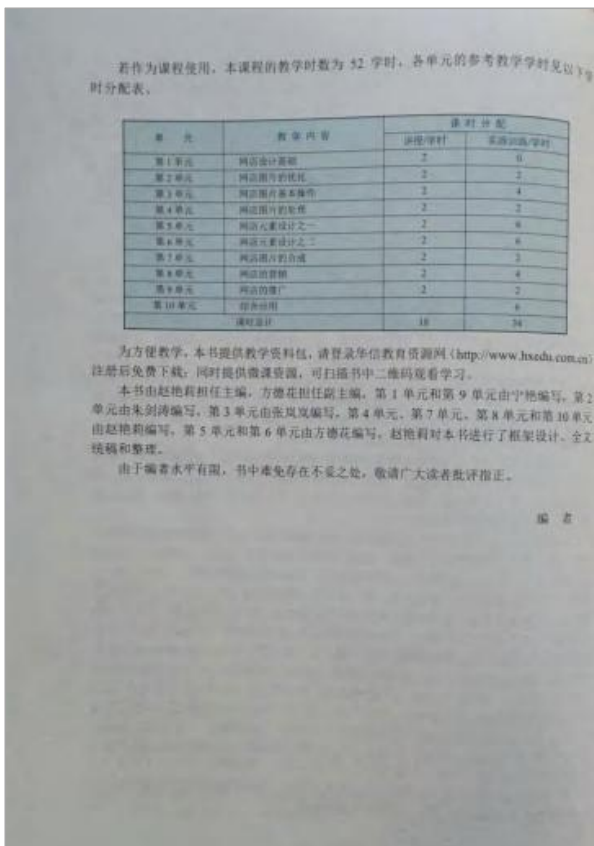 若作为课程使用，本课程的教学时数为 52 学时，各单元的参考教学学时见以下学
时分配表。
单 元 教 学 内 容 课 时 分 配
讲授/学时 实践训练/学时
第 1 单元 网店设计基础 2 0
第 2 单元 网店图片的优化 2 2
第 3 单元 网店图片基本操作 2 4
第 4 单元 网店图片的处理 2 2
第 5 单元 网店元素设计之一 2 6
第 6 单元 网店元素设计之二 2 6
第 7 单元 网店图片的合成 2 2
第 8 单元 网店的营销 2 4
第 9 单元 网店的推广 2 2
第 10 单元 综合应用 6
课时总计 18 34
为方便教学，本书提供教学资料包，请登录华信教育资源网（http://www.hxedu.com.cn）
注册后免费下载；同时提供微课资源，可扫描书中二维码观看学习。
本书由赵艳莉担任主编，方德花担任副主编，第 1 单元和第 9 单元由宁艳编写，第 2
单元由朱剑涛编写，第 3 单元由张岚岚编写，第 4 单元、第 7 单元、第 8 单元和第 10 单元
由赵艳莉编写，第 5 单元和第 6 单元由方德花编写，赵艳莉对本书进行了框架设计、全文
统稿和整理。
由于编者水平有限，书中难免存在不妥之处，敬请广大读者批评指正。
编 者